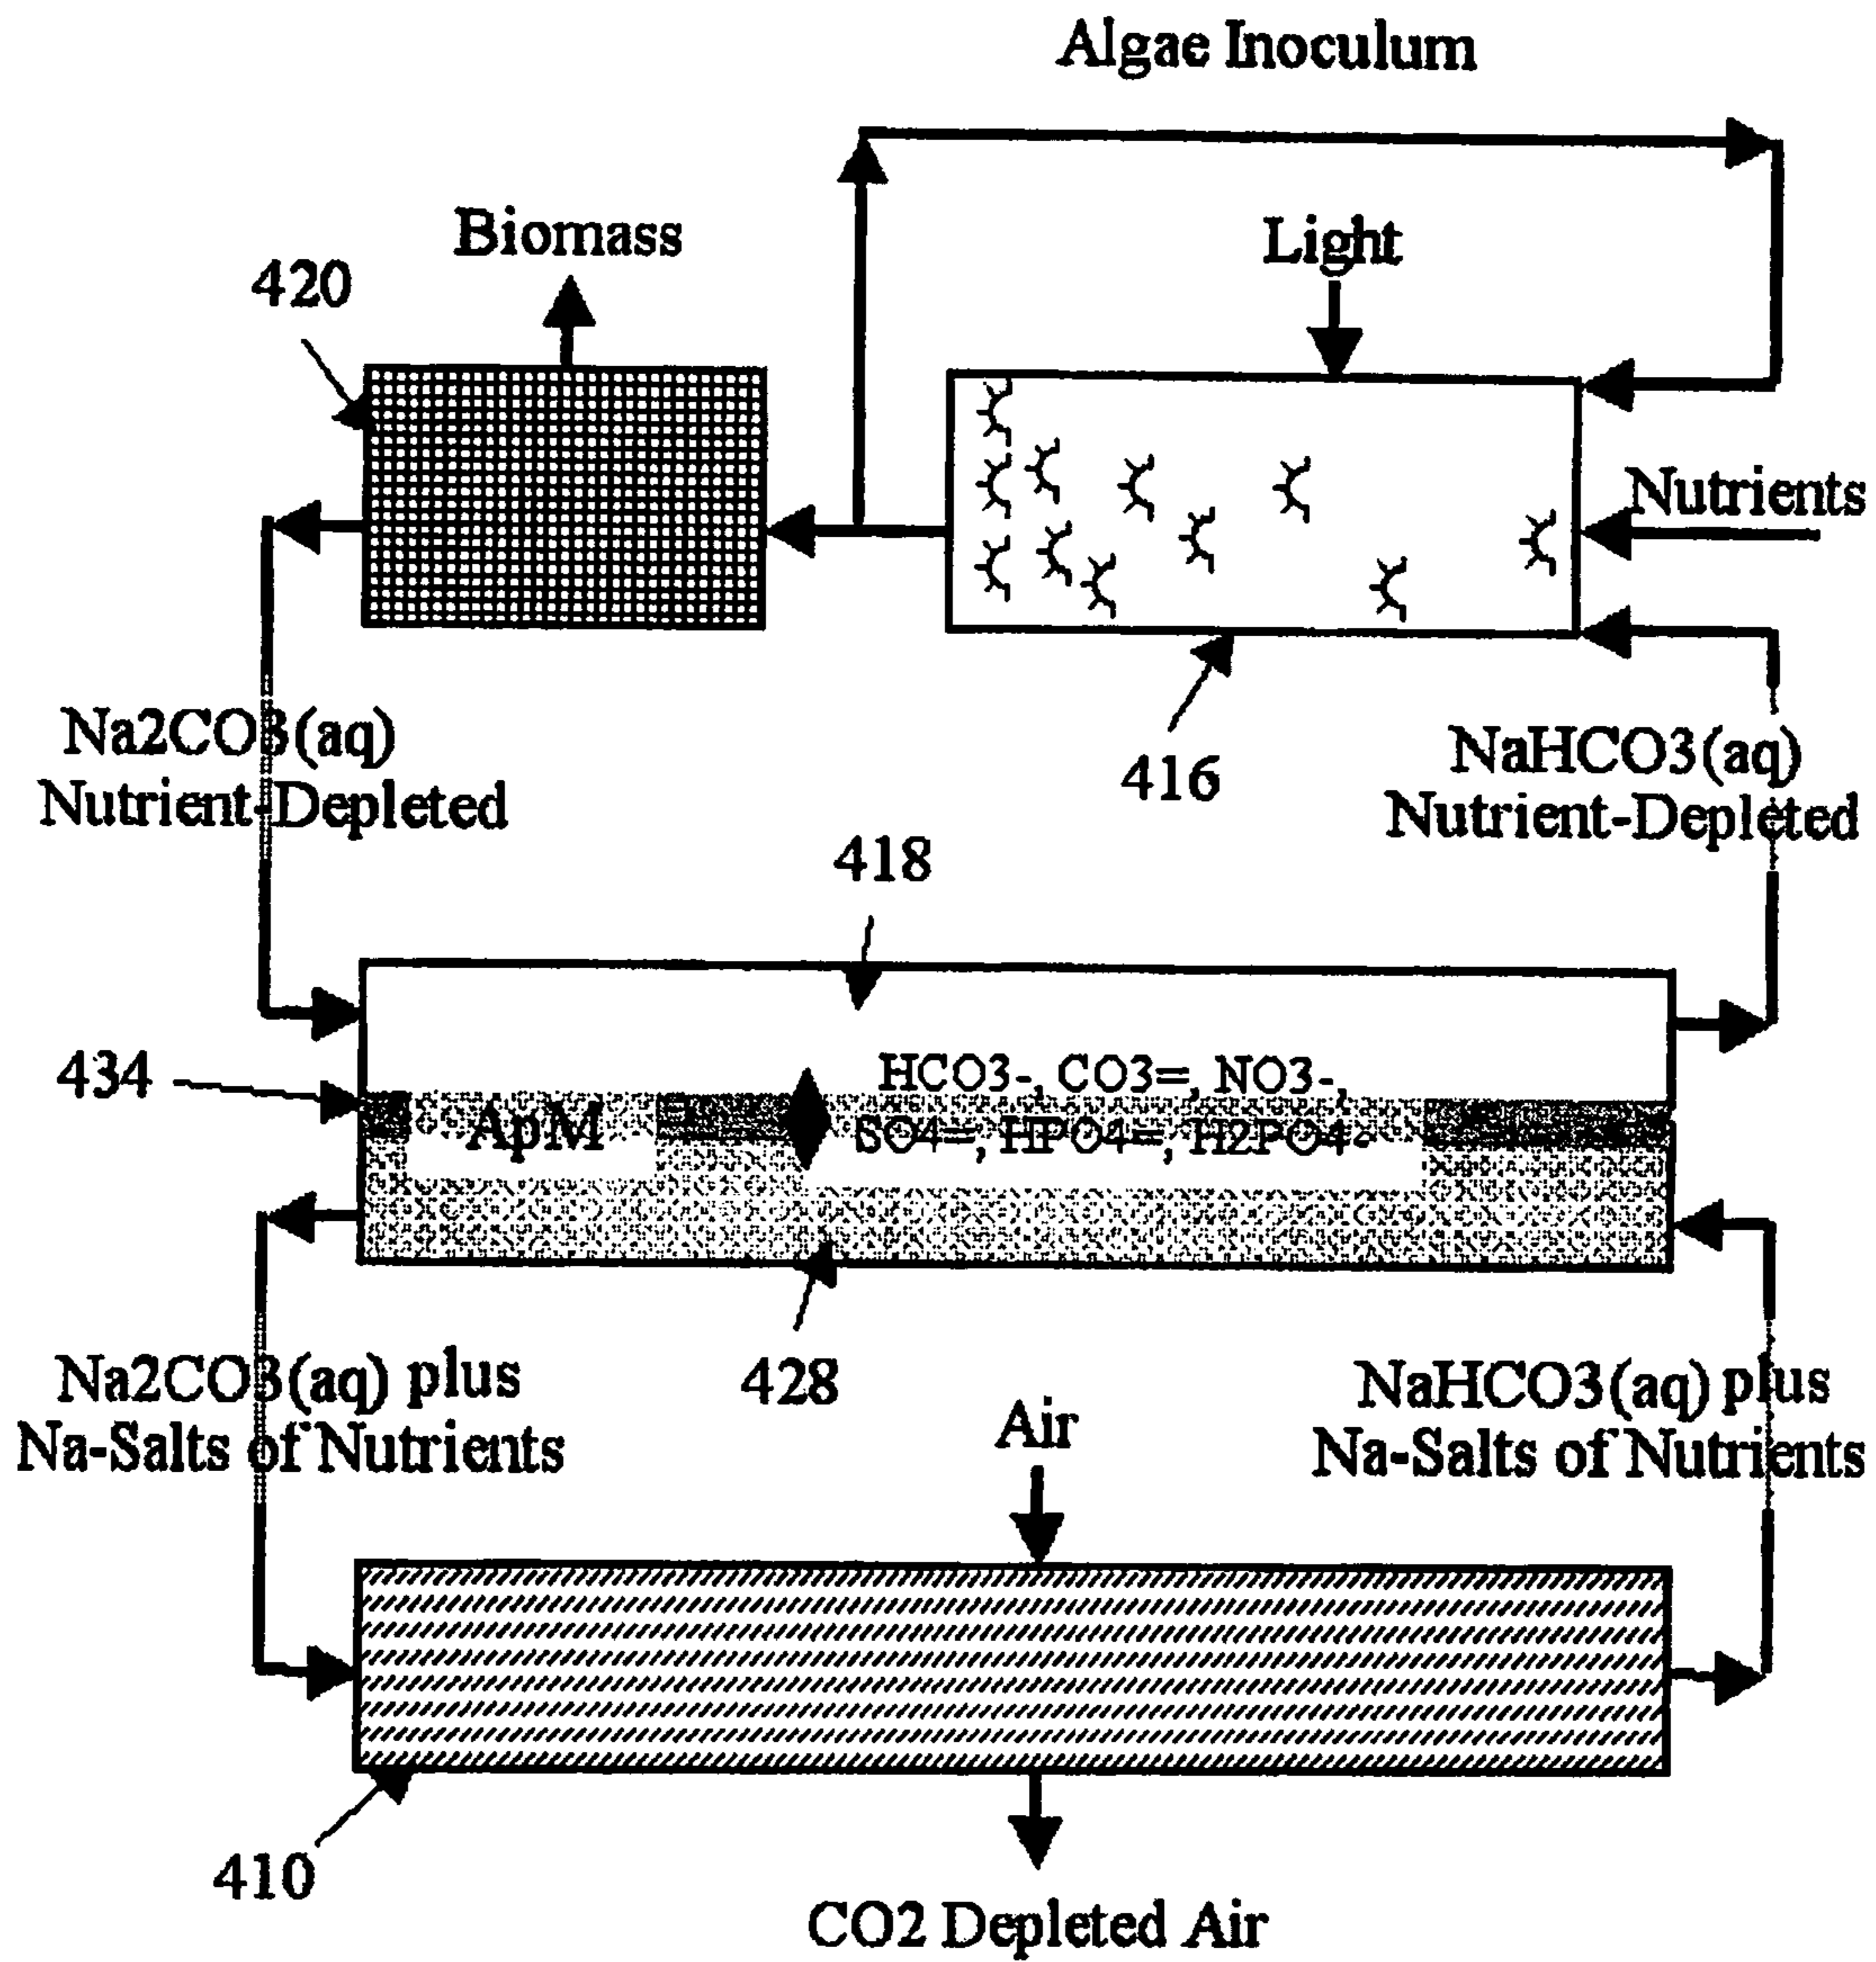 Algae Inoculum
Biomass
Light
420
Nutrients
Na2CO3(aq)
Nutrient-Depleted
416
NaHCO3(aq)
Nutrient-Depleted
418
434
HCO3-, CO3=, NO3-,
ApM
SO4=, HPO4=, H2PO4-
428
Na2CO3(aq) plus
Na-Salts of Nutrients
Air
NaHCO3(aq) plus
Na-Salts of Nutrients
410
CO2 Depleted Air